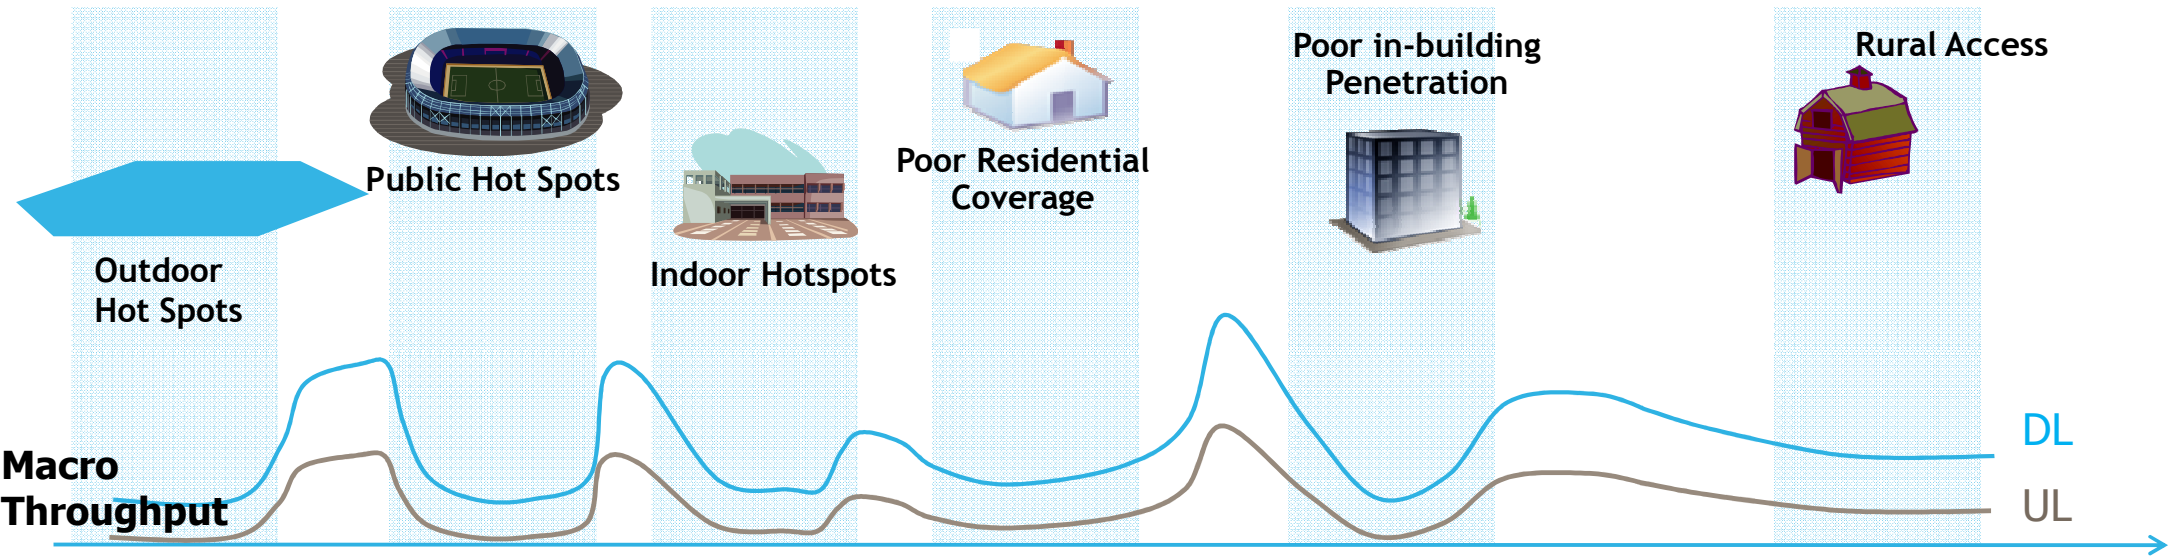 Outdoor
Hot Spots
Public Hot Spots
Indoor Hotspots
Poor Residential
Coverage
Poor in-building
Penetration
Rural Access
Macro
Throughput
DL
UL